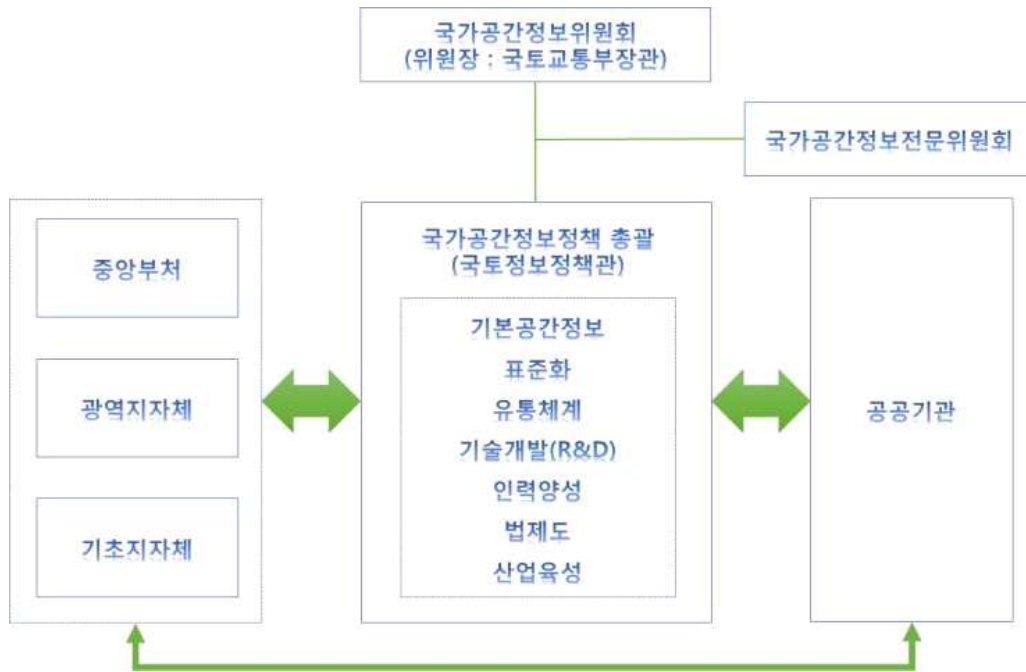 국가공간정보위원회
(위원장 : 국토교통부장관)
국가공간정보전문위원회
중앙부처
광역지자체
기초지자체
국가공간정보정책 총괄
(국토정보정책관)
기본공간정보
표준화
유통체계
기술개발(R&D)
인력양성
법제도
산업육성
공공기관